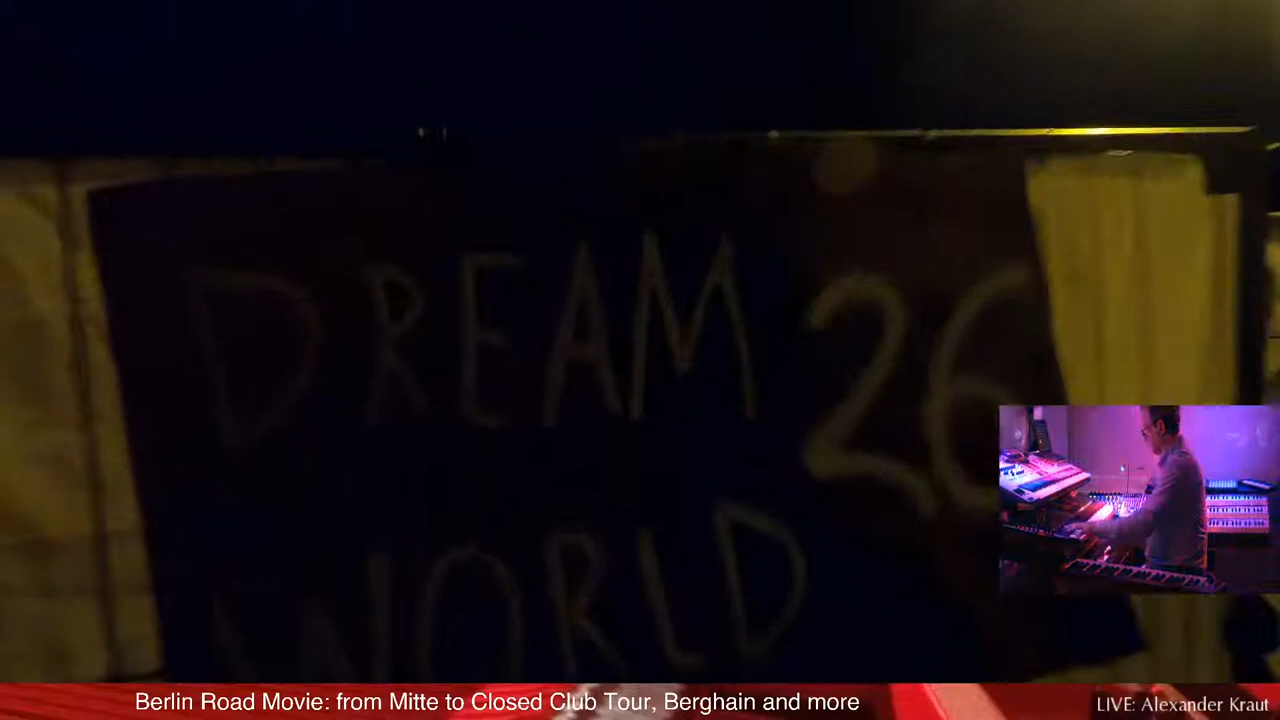 DREAM 26
WORLD
Berlin Road Movie: from Mitte to Closed Club Tour, Berghain and more
LIVE: Alexander Kraut